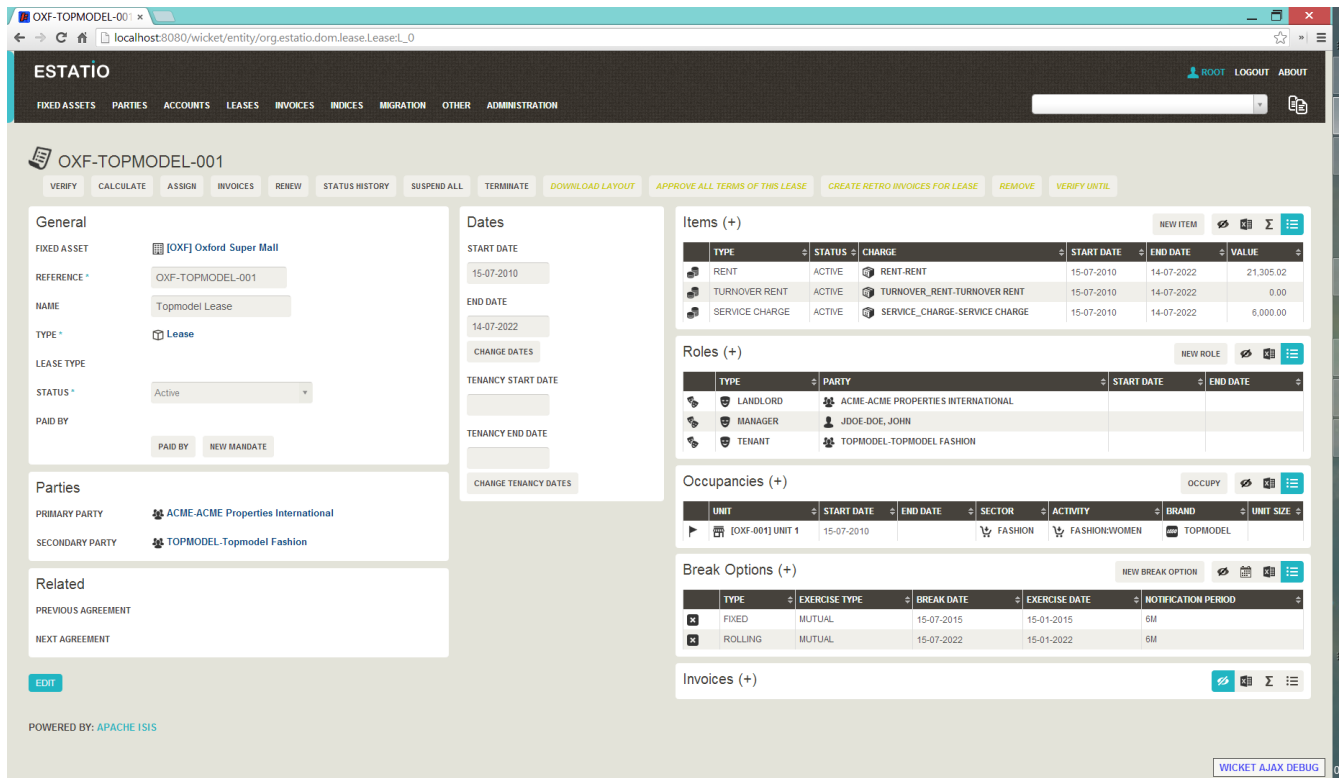 OXF-TOPMODEL-001
localhost:8080/wicket/entity/org.estatio.dom.lease.Lease:L_0
ESTATIO
ROOT LOGOUT ABOUT
FIXED ASSETS PARTIES ACCOUNTS LEASES INVOICES INDICES MIGRATION OTHER ADMINISTRATION
OXF-TOPMODEL-001
VERIFY CALCULATE ASSIGN INVOICES RENEW STATUS HISTORY SUSPEND ALL TERMINATE DOWNLOAD LAYOUT APPROVE ALL TERMS OF THIS LEASE CREATE RETRO INVOICES FOR LEASE REMOVE VERIFY UNTIL
General
FIXED ASSET [OXF] Oxford Super Mall
REFERENCE * OXF-TOPMODEL-001
NAME Topmodel Lease
TYPE * Lease
LEASE TYPE
STATUS * Active
PAID BY
PAID BY NEW MANDATE
Parties
PRIMARY PARTY ACME-ACME Properties International
SECONDARY PARTY TOPMODEL-Topmodel Fashion
Related
PREVIOUS AGREEMENT
NEXT AGREEMENT
EDIT
Dates
START DATE
15-07-2010
END DATE
14-07-2022
CHANGE DATES
TENANCY START DATE
TENANCY END DATE
CHANGE TENANCY DATES
Items (+) NEW ITEM Σ
TYPE STATUS CHARGE START DATE END DATE VALUE
RENT ACTIVE RENT-RENT 15-07-2010 14-07-2022 21,305.02
TURNOVER RENT ACTIVE TURNOVER_RENT-TURNOVER RENT 15-07-2010 14-07-2022 0.00
SERVICE CHARGE ACTIVE SERVICE_CHARGE-SERVICE CHARGE 15-07-2010 14-07-2022 6,000.00
Roles (+) NEW ROLE
TYPE PARTY START DATE END DATE
LANDLORD ACME-ACME PROPERTIES INTERNATIONAL
MANAGER JDOE-DOE, JOHN
TENANT TOPMODEL-TOPMODEL FASHION
Occupancies (+) OCCUPY
UNIT START DATE END DATE SECTOR ACTIVITY BRAND UNIT SIZE
[OXF-001] UNIT 1 15-07-2010 FASHION FASHION:WOMEN TOPMODEL
Break Options (+) NEW BREAK OPTION
TYPE EXERCISE TYPE BREAK DATE EXERCISE DATE NOTIFICATION PERIOD
FIXED MUTUAL 15-07-2015 15-01-2015 6M
ROLLING MUTUAL 15-07-2022 15-01-2022 6M
Invoices (+) Σ
POWERED BY: APACHE ISIS
WICKET AJAX DEBUG